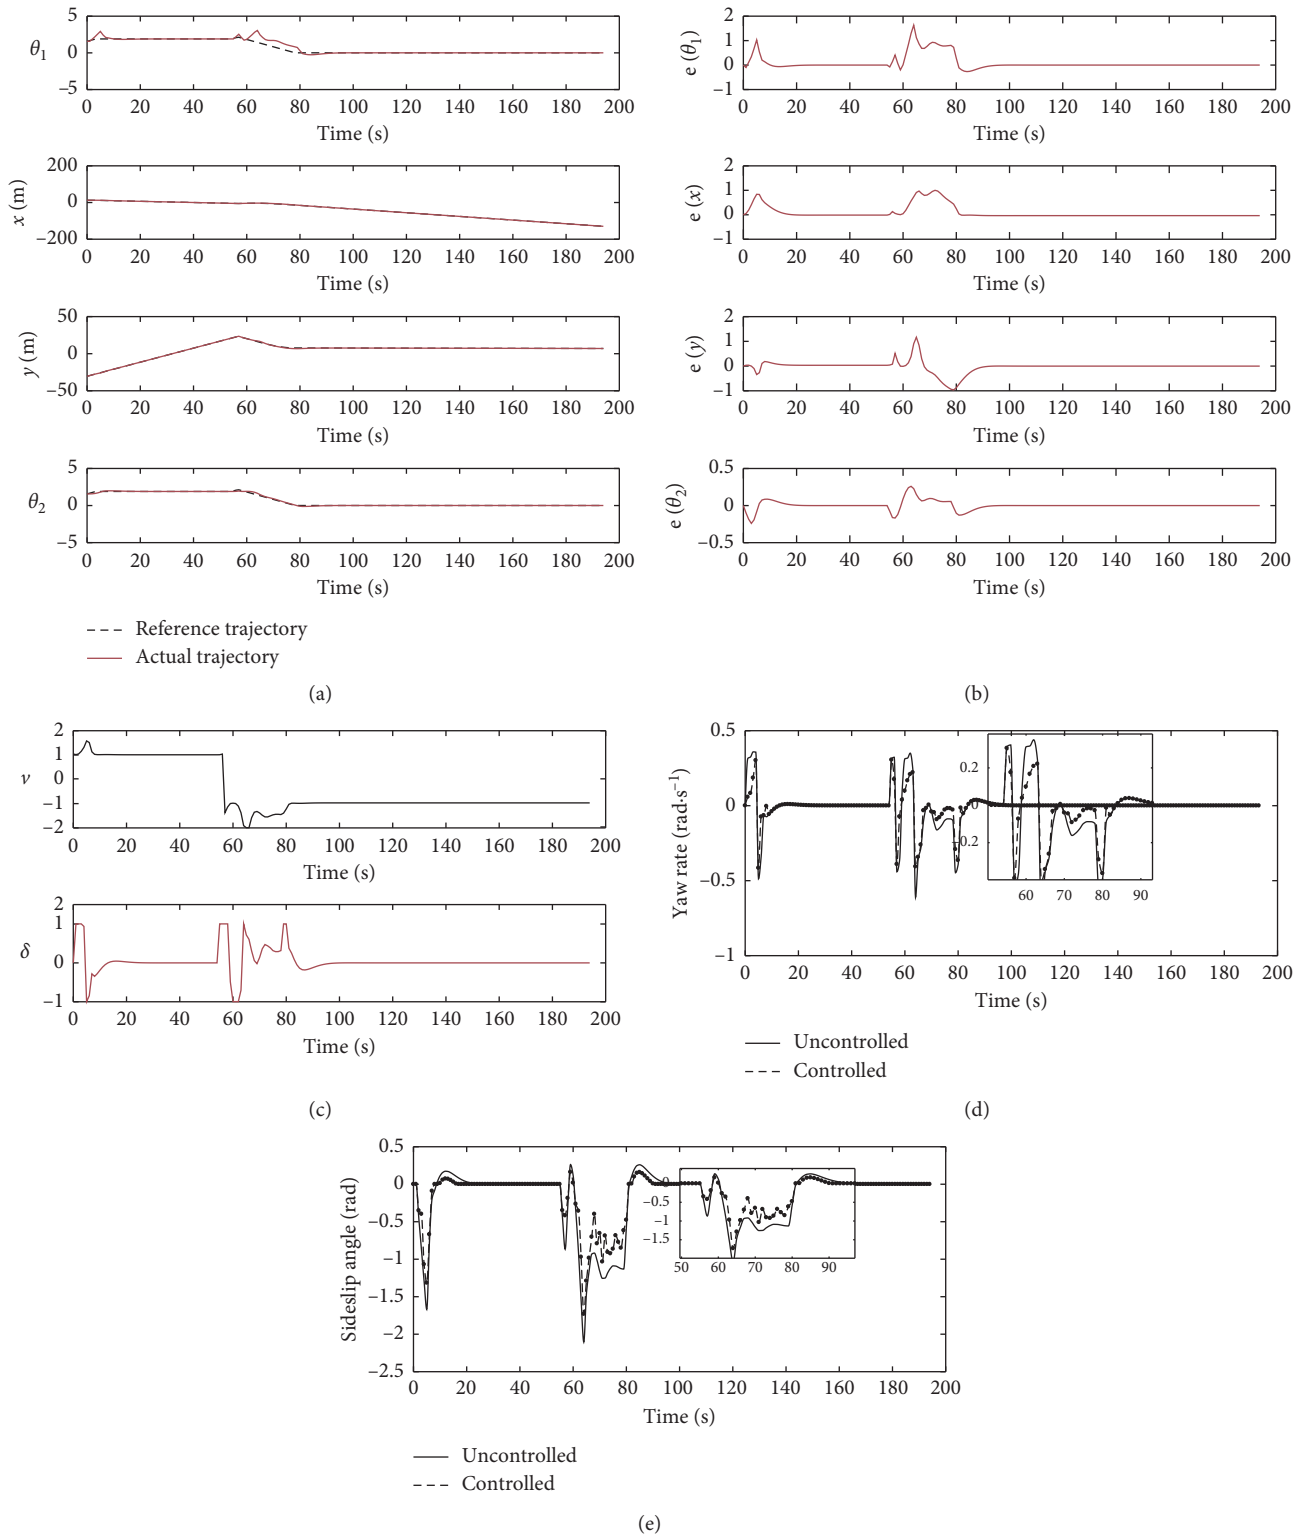 θ1
5
0
−5
0 20 40 60 80 100 120 140 160 180 200
Time (s)
x (m)
200
0
−200
0 20 40 60 80 100 120 140 160 180 200
Time (s)
y (m)
50
0
−50
0 20 40 60 80 100 120 140 160 180 200
Time (s)
θ2
5
0
−5
0 20 40 60 80 100 120 140 160 180 200
Time (s)
Reference trajectory
Actual trajectory
(a)
e (θ1)
2
1
0
−1
0 20 40 60 80 100 120 140 160 180 200
Time (s)
e (x)
2
1
0
−1
0 20 40 60 80 100 120 140 160 180 200
Time (s)
e (y)
2
1
0
−1
0 20 40 60 80 100 120 140 160 180 200
Time (s)
e (θ2)
0.5
0
−0.5
0 20 40 60 80 100 120 140 160 180 200
Time (s)
(b)
v
2
1
0
−1
−2
0 20 40 60 80 100 120 140 160 180 200
Time (s)
δ
2
1
0
−1
0 20 40 60 80 100 120 140 160 180 200
Time (s)
(c)
Yaw rate (rad·s−1)
0.5
0
−0.5
−1
0 20 40 60 80 100 120 140 160 180 200
Time (s)
0.2
0
−0.2
60 70 80 90
Uncontrolled
Controlled
(d)
Sideslip angle (rad)
0.5
0
−0.5
−1
−1.5
−2
−2.5
0 20 40 60 80 100 120 140 160 180 200
Time (s)
0
−0.5
−1
−1.5
50 60 70 80 90
Uncontrolled
Controlled
(e)